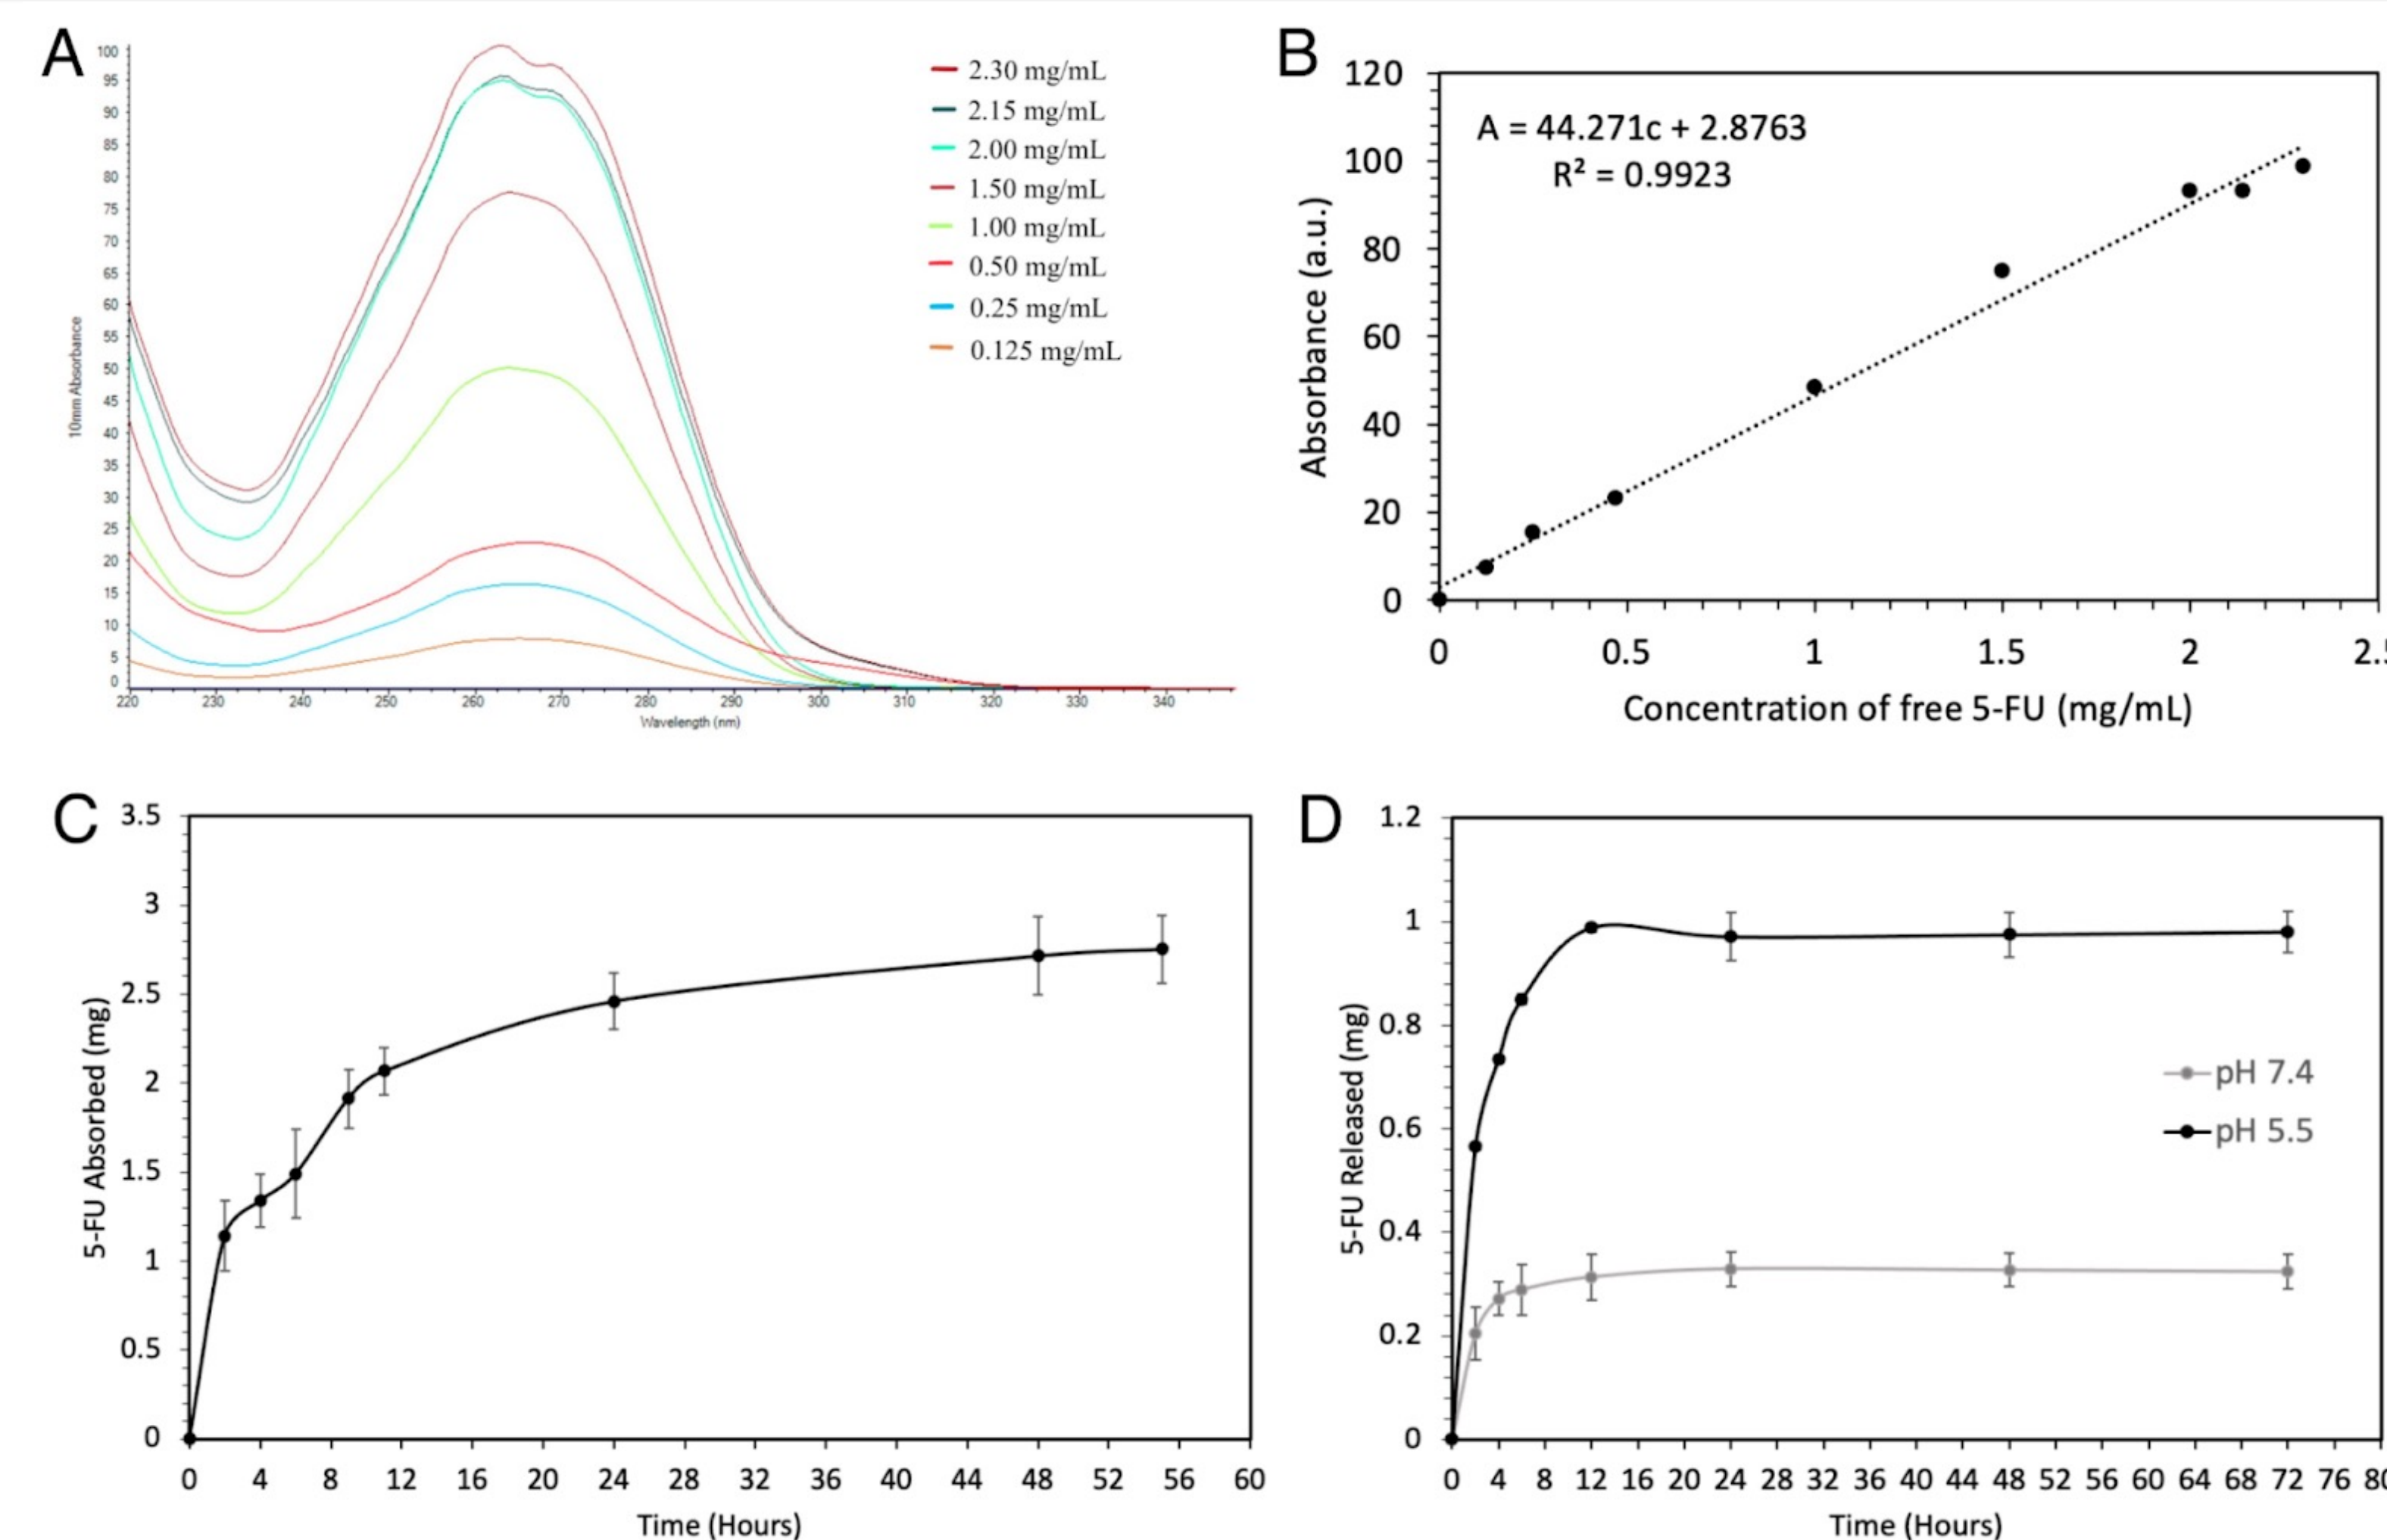 A
100
95
90
85
80
75
70
65
60
55
50
45
40
35
30
25
20
15
10
5
0
10mm Absorbance
220 230 240 250 260 270 280 290 300 310 320 330 340
Wavelength (nm)
2.30 mg/mL
2.15 mg/mL
2.00 mg/mL
1.50 mg/mL
1.00 mg/mL
0.50 mg/mL
0.25 mg/mL
0.125 mg/mL
B
120
100
80
60
40
20
0
Absorbance (a.u.)
A = 44.271c + 2.8763
R² = 0.9923
0 0.5 1 1.5 2 2.5
Concentration of free 5-FU (mg/mL)
C
3.5
3
2.5
2
1.5
1
0.5
0
5-FU Absorbed (mg)
0 4 8 12 16 20 24 28 32 36 40 44 48 52 56 60
Time (Hours)
D
1.2
1
0.8
0.6
0.4
0.2
0
5-FU Released (mg)
pH 7.4
pH 5.5
0 4 8 12 16 20 24 28 32 36 40 44 48 52 56 60 64 68 72 76 80
Time (Hours)